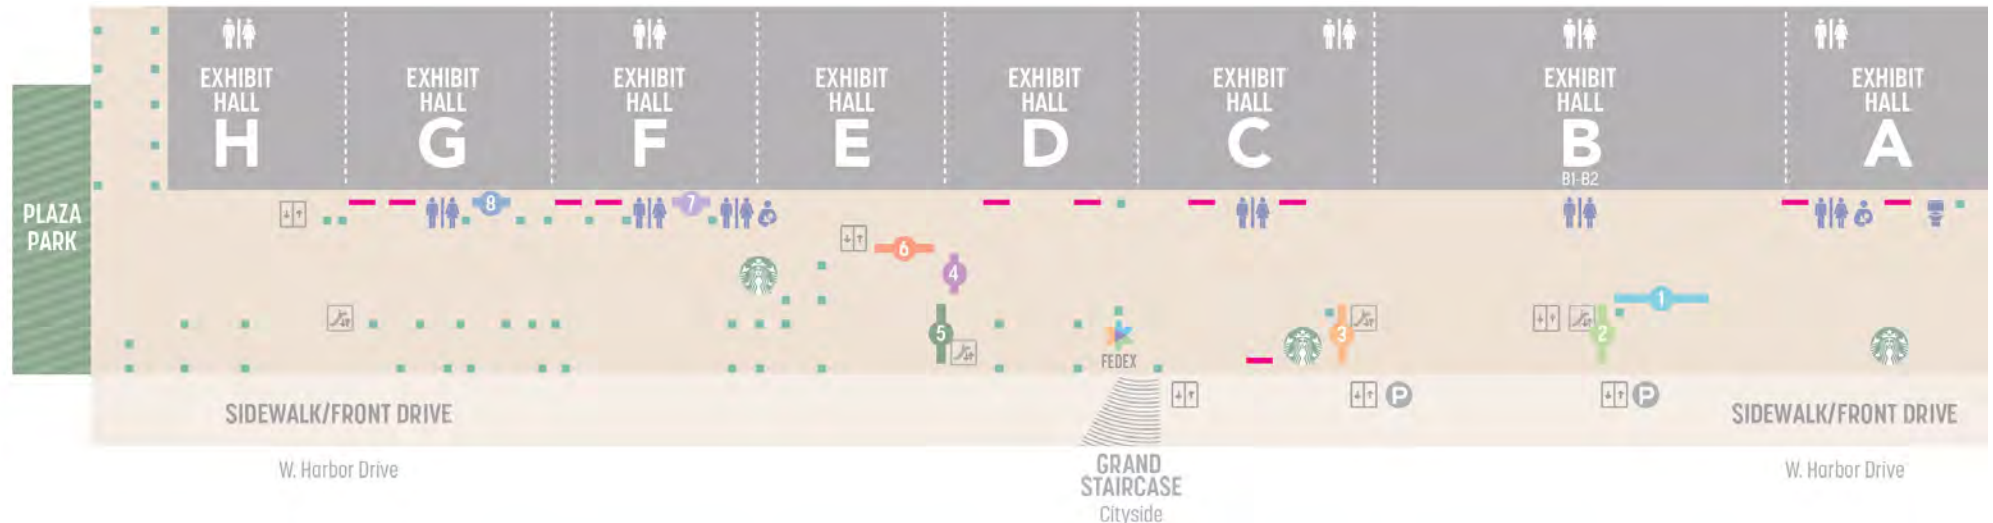 EXHIBIT
HALL
H
EXHIBIT
HALL
G
EXHIBIT
HALL
F
EXHIBIT
HALL
E
EXHIBIT
HALL
D
EXHIBIT
HALL
C
EXHIBIT
HALL
B
B1-B2
EXHIBIT
HALL
A
PLAZA
PARK
8
7
6
4
1
5
3
2
FEDEX
P
P
SIDEWALK/FRONT DRIVE
SIDEWALK/FRONT DRIVE
W. Harbor Drive
GRAND
STAIRCASE
Cityside
W. Harbor Drive